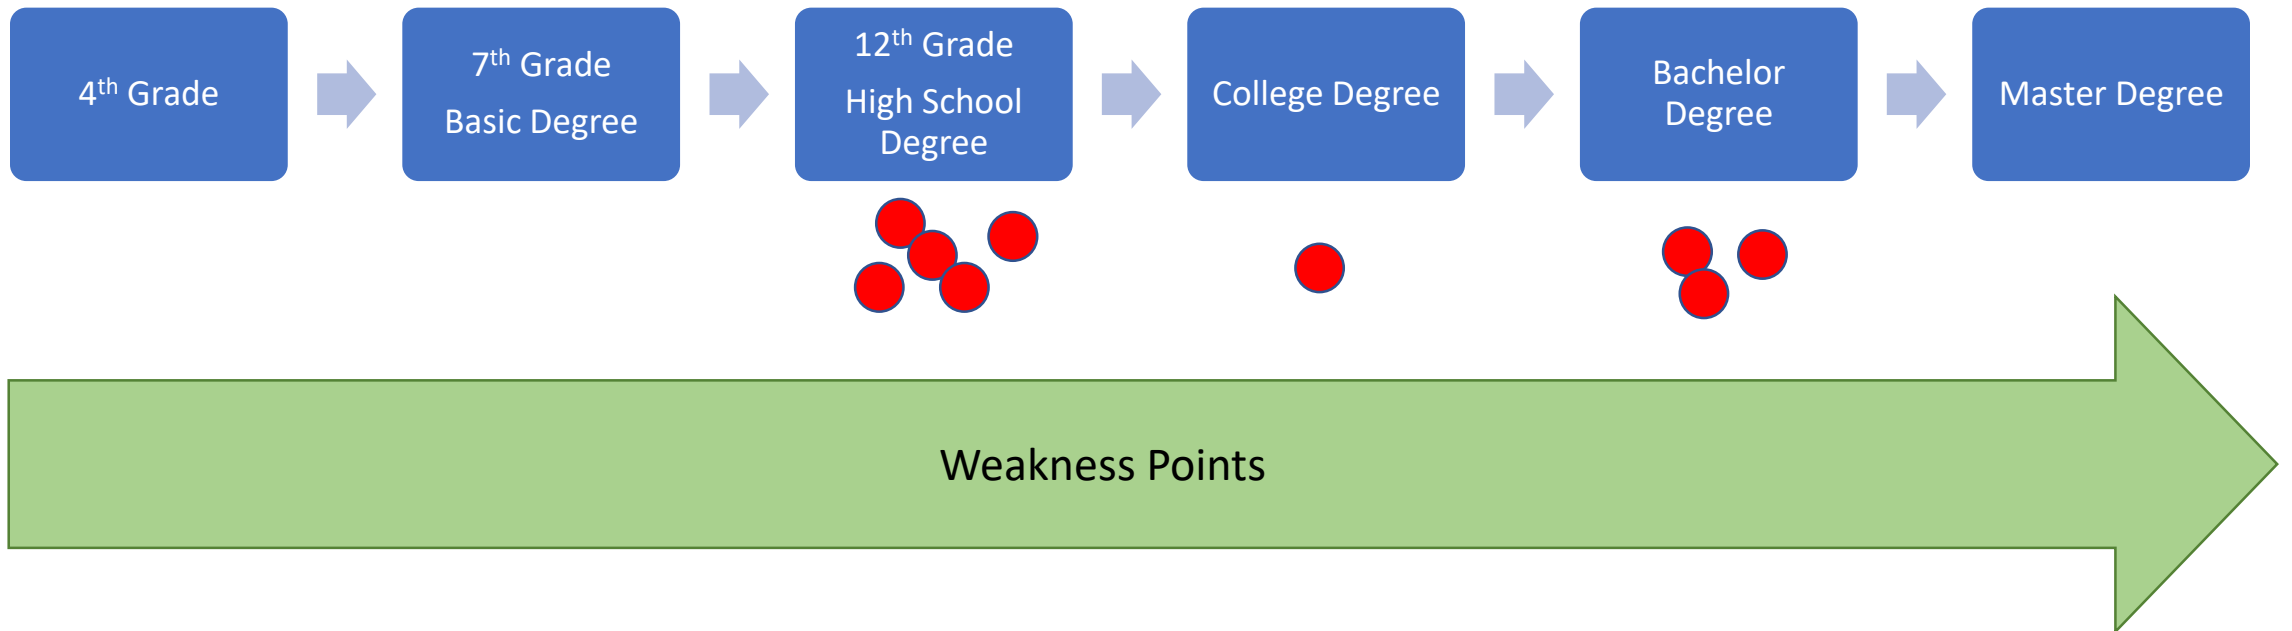 4th Grade
7th Grade
Basic Degree
12th Grade
High School
Degree
College Degree
Bachelor
Degree
Master Degree
Weakness Points